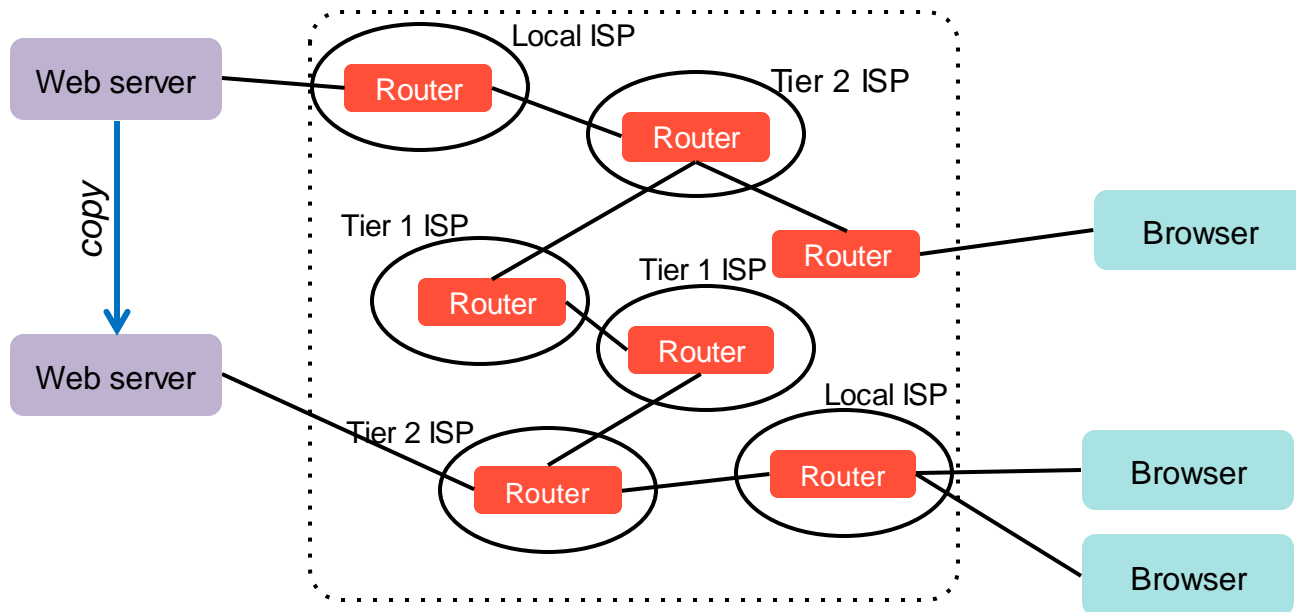 Local ISP
Web server
Router
Tier 2 ISP
Router
copy
Tier 1 ISP
Router
Browser
Tier 1 ISP
Router
Router
Web server
Local ISP
Tier 2 ISP
Router
Router
Browser
Browser